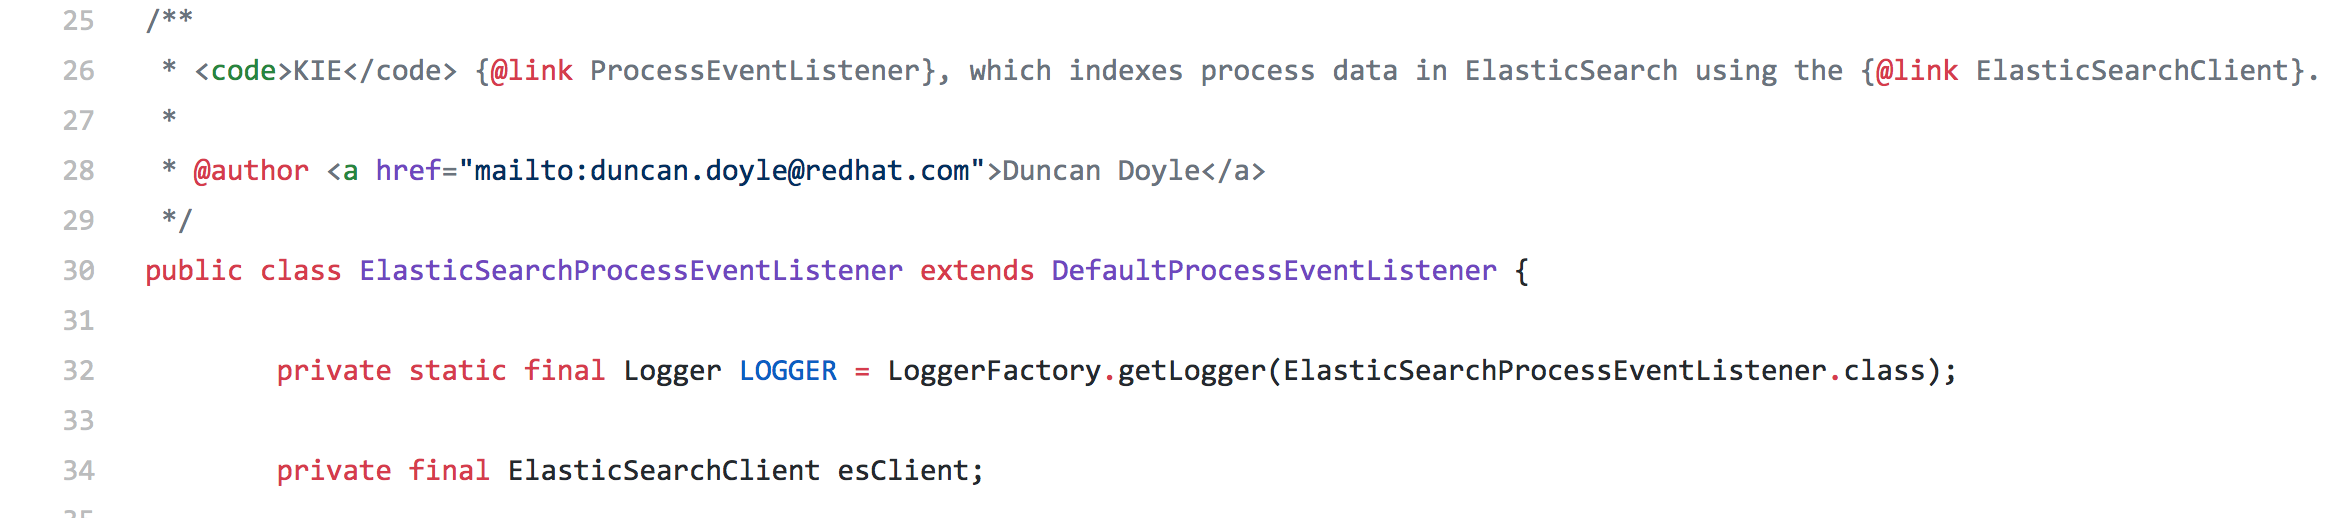 25 /**
26 * <code>KIE</code> {@link ProcessEventListener}, which indexes process data in ElasticSearch using the {@link ElasticSearchClient}.
27 *
28 * @author <a href="mailto:duncan.doyle@redhat.com">Duncan Doyle</a>
29 */
30 public class ElasticSearchProcessEventListener extends DefaultProcessEventListener {
31
32 private static final Logger LOGGER = LoggerFactory.getLogger(ElasticSearchProcessEventListener.class);
33
34 private final ElasticSearchClient esClient;
35